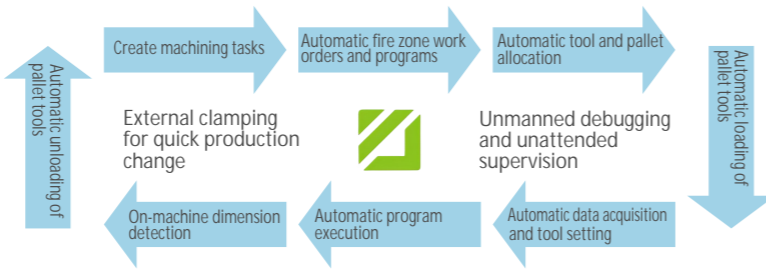 Create machining tasks
Automatic fire zone work
orders and programs
Automatic tool and pallet
allocation
Automatic loading of
pallet tools
Automatic data acquisition
and tool setting
Automatic program
execution
On-machine dimension
detection
Automatic unloading of
pallet tools
External clamping
for quick production
change
Unmanned debugging
and unattended
supervision